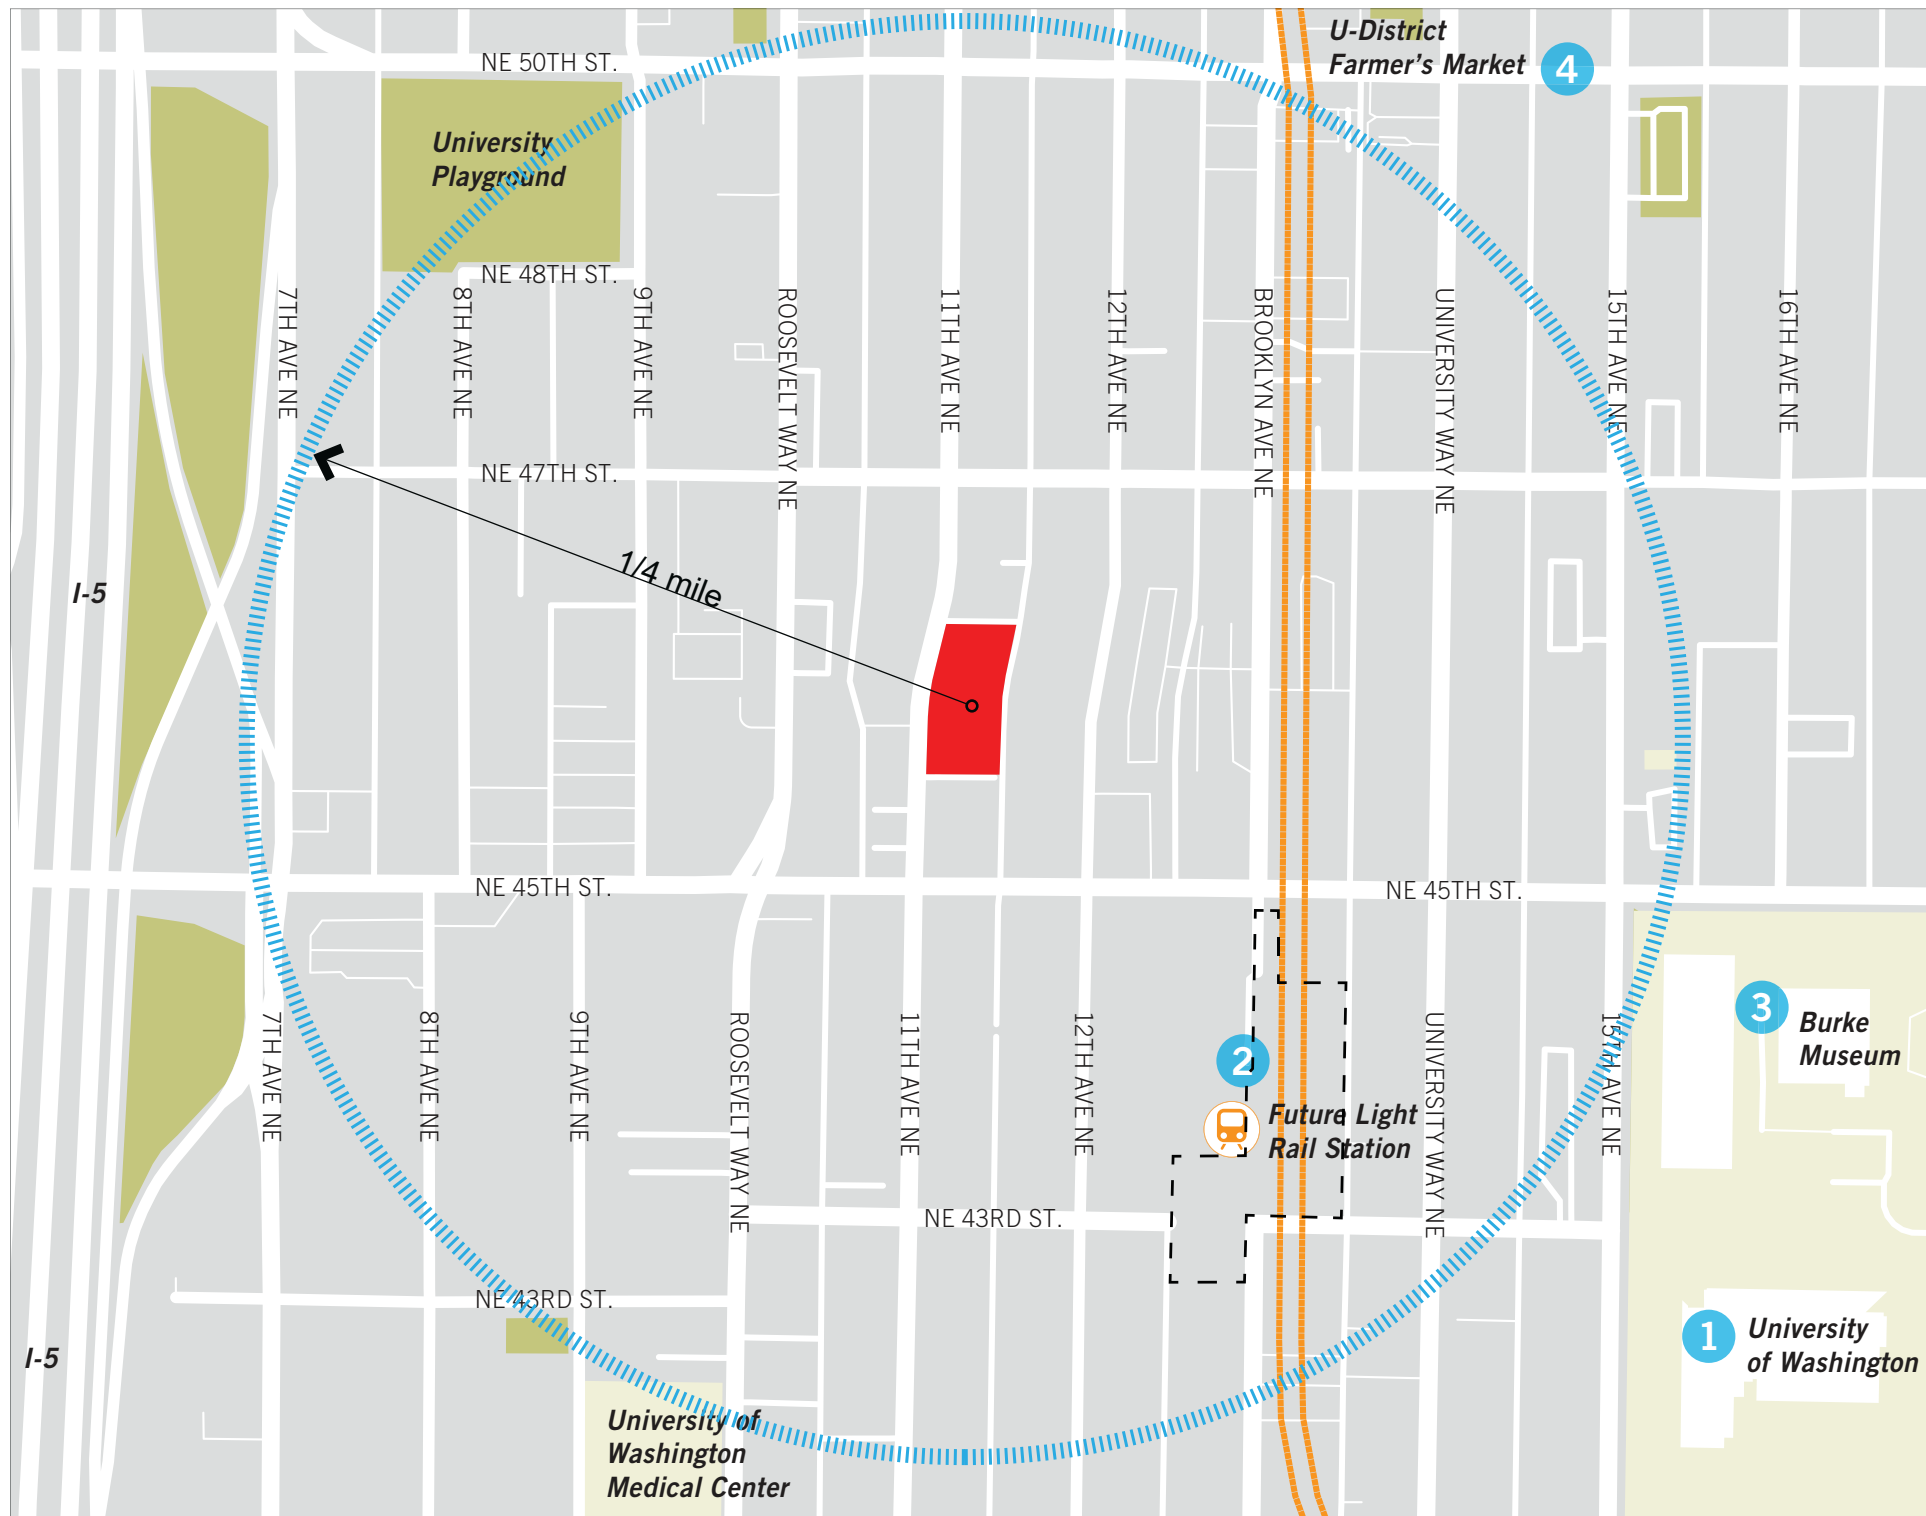 U-District
Farmer's Market
4
NE 50TH ST.
University
Playground
NE 48TH ST.
7TH AVE NE
8TH AVE NE
9TH AVE NE
ROOSEVELT WAY NE
11TH AVE NE
12TH AVE NE
BROOKLYN AVE NE
UNIVERSITY WAY NE
15TH AVE NE
16TH AVE NE
NE 47TH ST.
1/4 mile
I-5
NE 45TH ST.
NE 45TH ST.
3
Burke
Museum
7TH AVE NE
8TH AVE NE
9TH AVE NE
ROOSEVELT WAY NE
11TH AVE NE
12TH AVE NE
2
Future Light
Rail Station
UNIVERSITY WAY NE
15TH AVE NE
NE 43RD ST.
NE 43RD ST.
1
University
of Washington
I-5
University of
Washington
Medical Center